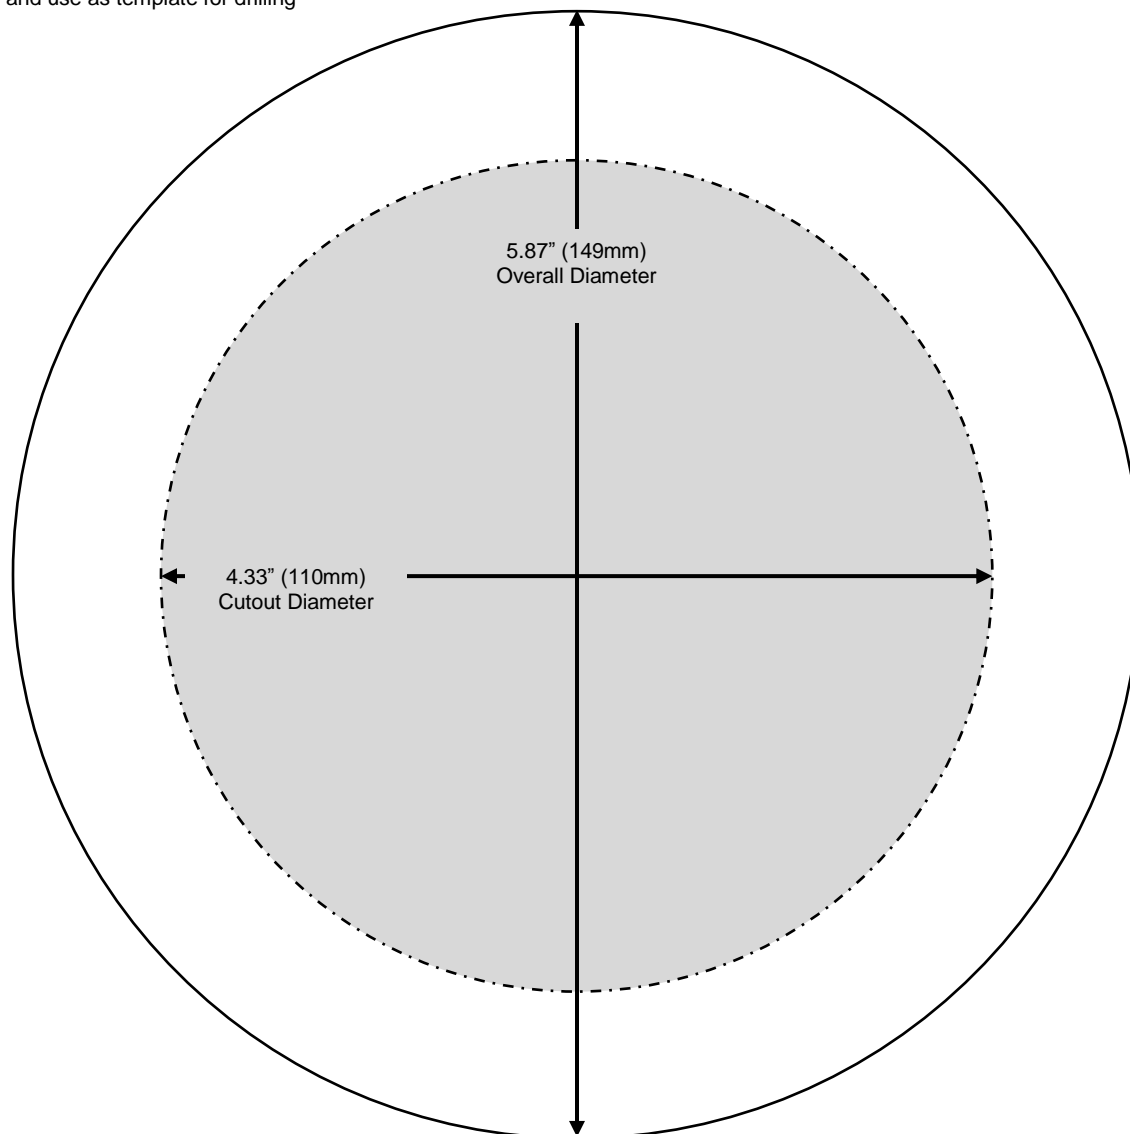 and use as template for drilling
5.87” (149mm)
Overall Diameter
4.33” (110mm)
Cutout Diameter